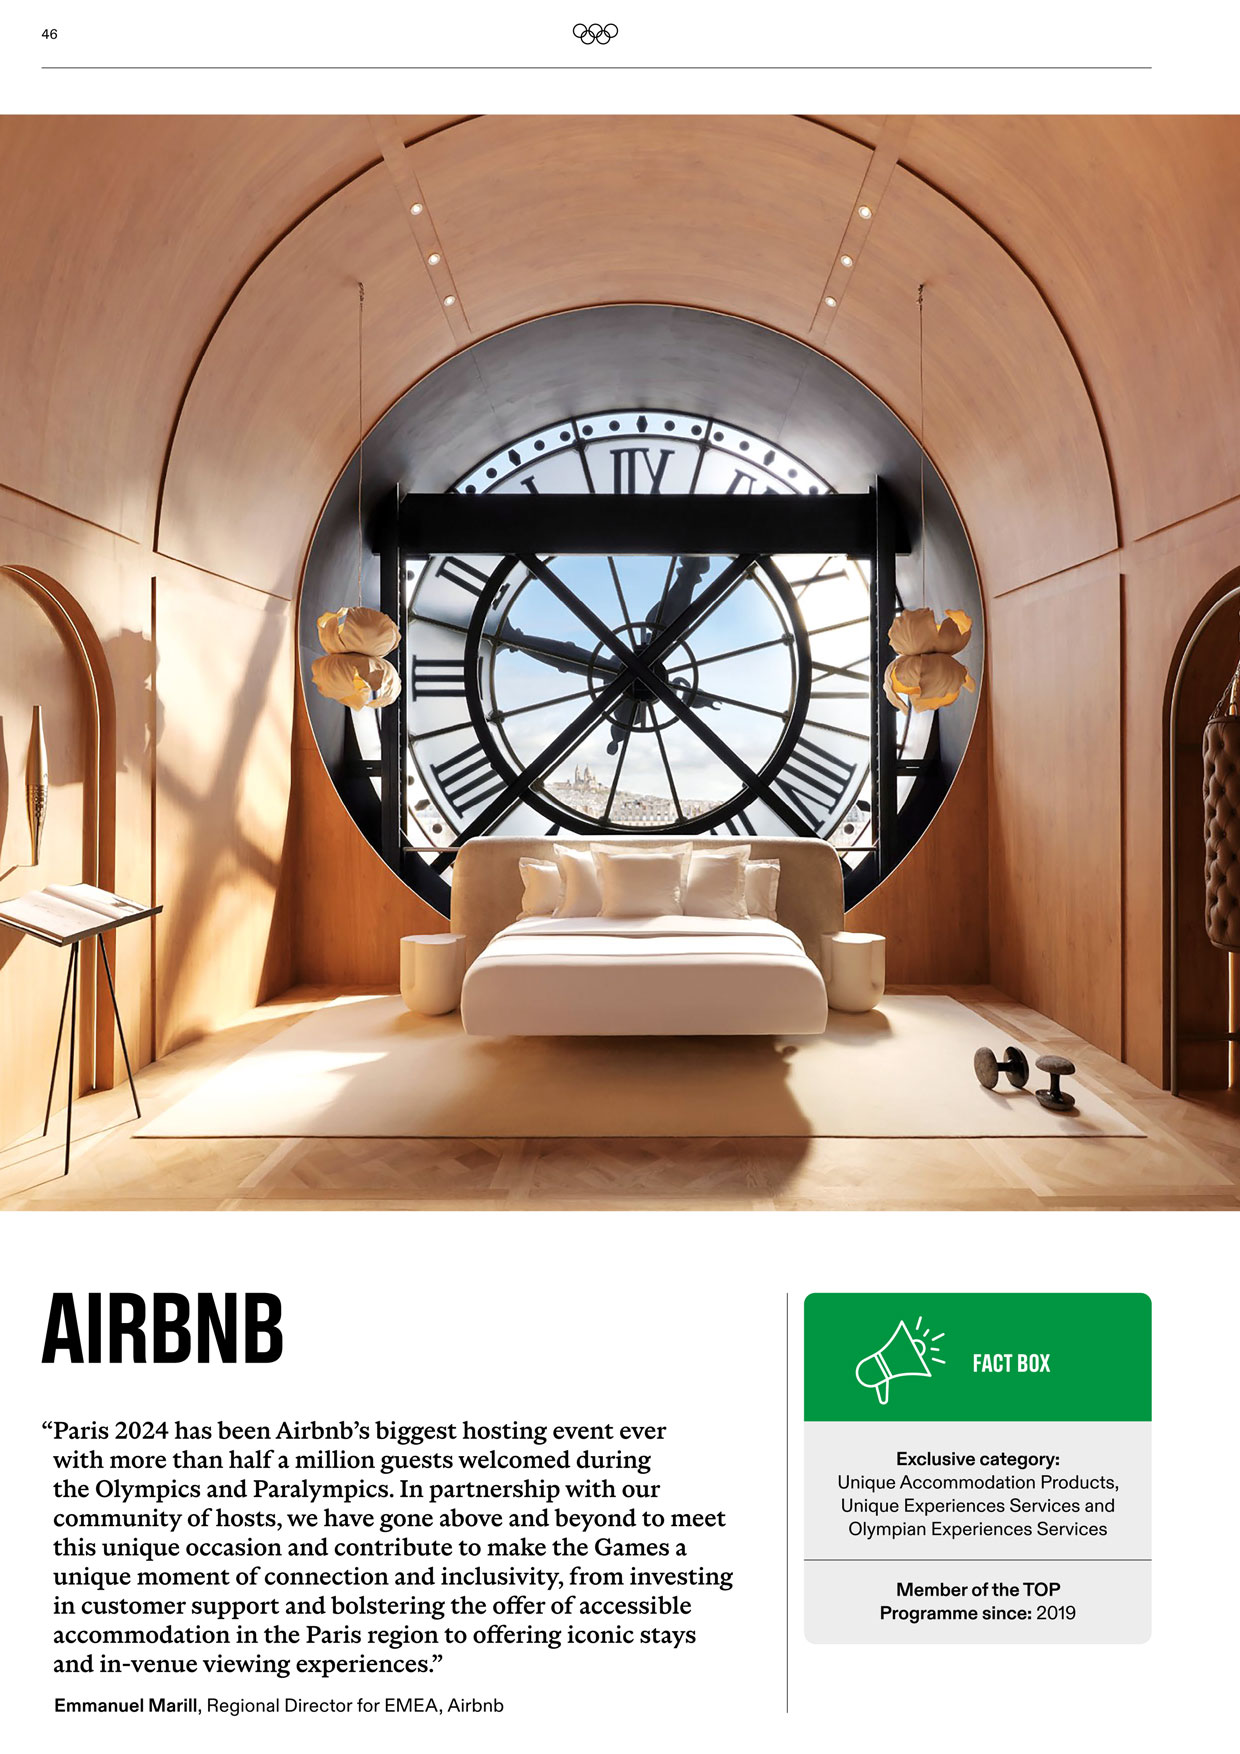 46
AIRBNB
“Paris 2024 has been Airbnb’s biggest hosting event ever
with more than half a million guests welcomed during
the Olympics and Paralympics. In partnership with our
community of hosts, we have gone above and beyond to meet
this unique occasion and contribute to make the Games a
unique moment of connection and inclusivity, from investing
in customer support and bolstering the offer of accessible
accommodation in the Paris region to offering iconic stays
and in-venue viewing experiences.”
Emmanuel Marill, Regional Director for EMEA, Airbnb
FACT BOX
Exclusive category:
Unique Accommodation Products,
Unique Experiences Services and
Olympian Experiences Services
Member of the TOP
Programme since: 2019